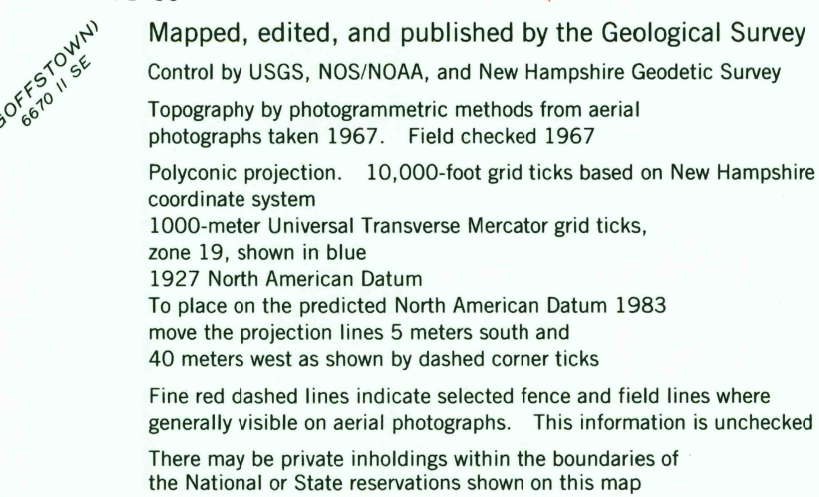 GOFFSTOWN)
6670 II SE
Mapped, edited, and published by the Geological Survey
Control by USGS, NOS/NOAA, and New Hampshire Geodetic Survey
Topography by photogrammetric methods from aerial
photographs taken 1967. Field checked 1967
Polyconic projection. 10,000-foot grid ticks based on New Hampshire
coordinate system
1000-meter Universal Transverse Mercator grid ticks,
zone 19, shown in blue
1927 North American Datum
To place on the predicted North American Datum 1983
move the projection lines 5 meters south and
40 meters west as shown by dashed corner ticks
Fine red dashed lines indicate selected fence and field lines where
generally visible on aerial photographs. This information is unchecked
There may be private inholdings within the boundaries of
the National or State reservations shown on this map